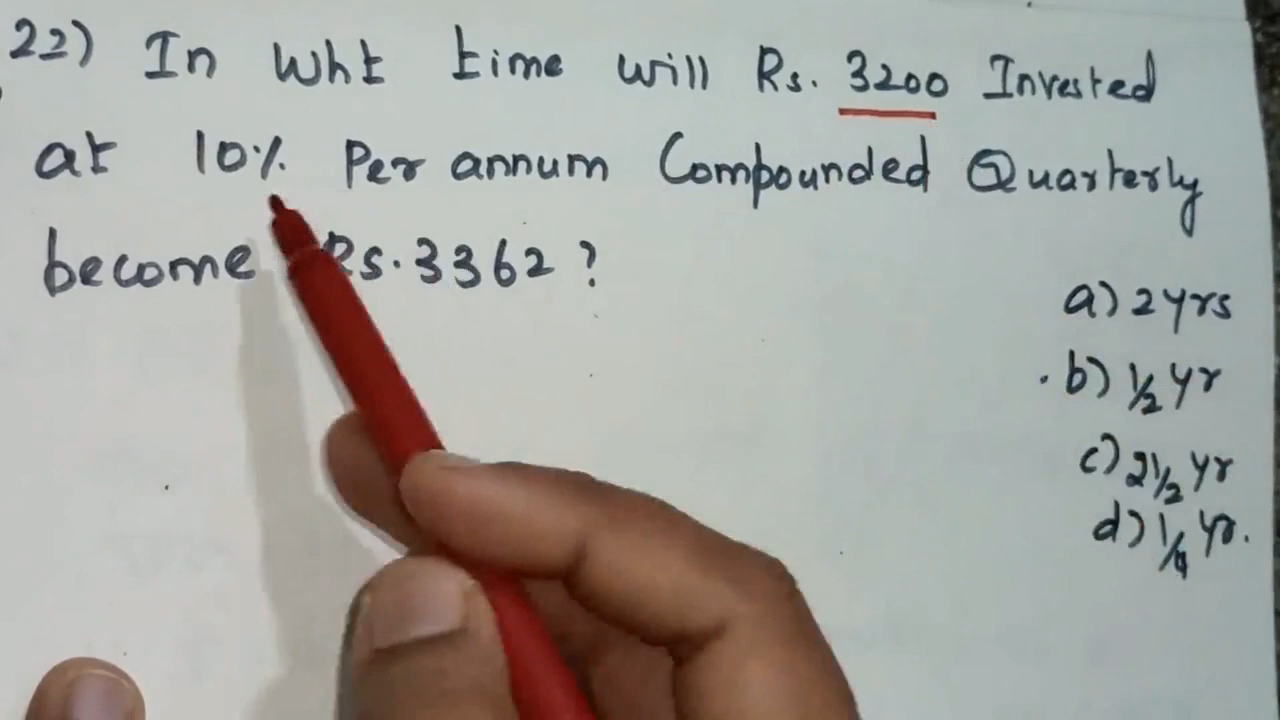 22) In Wht time will Rs. 3200 Invested
at 10% Per annum Compounded Quarterly
become Rs. 3362 ?
a) 2 yrs
b) 1/2 yr
c) 2 1/2 yr
d) 1/4 yr.